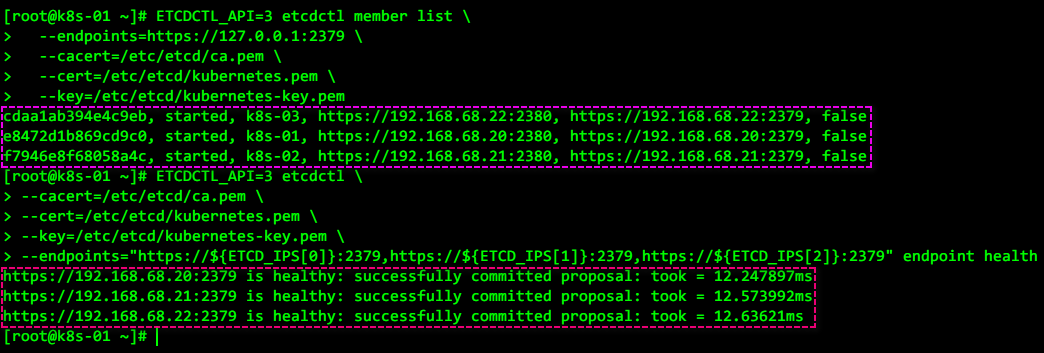 [root@k8s-01 ~]# ETCDCTL_API=3 etcdctl member list \
>   --endpoints=https://127.0.0.1:2379 \
>   --cacert=/etc/etcd/ca.pem \
>   --cert=/etc/etcd/kubernetes.pem \
>   --key=/etc/etcd/kubernetes-key.pem
cdaa1ab394e4c9eb, started, k8s-03, https://192.168.68.22:2380, https://192.168.68.22:2379, false
e8472d1b869cd9c0, started, k8s-01, https://192.168.68.20:2380, https://192.168.68.20:2379, false
f7946e8f68058a4c, started, k8s-02, https://192.168.68.21:2380, https://192.168.68.21:2379, false
[root@k8s-01 ~]# ETCDCTL_API=3 etcdctl \
> --cacert=/etc/etcd/ca.pem \
> --cert=/etc/etcd/kubernetes.pem \
> --key=/etc/etcd/kubernetes-key.pem \
> --endpoints="https://${ETCD_IPS[0]}:2379,https://${ETCD_IPS[1]}:2379,https://${ETCD_IPS[2]}:2379" endpoint health
https://192.168.68.20:2379 is healthy: successfully committed proposal: took = 12.247897ms
https://192.168.68.21:2379 is healthy: successfully committed proposal: took = 12.573992ms
https://192.168.68.22:2379 is healthy: successfully committed proposal: took = 12.63621ms
[root@k8s-01 ~]#